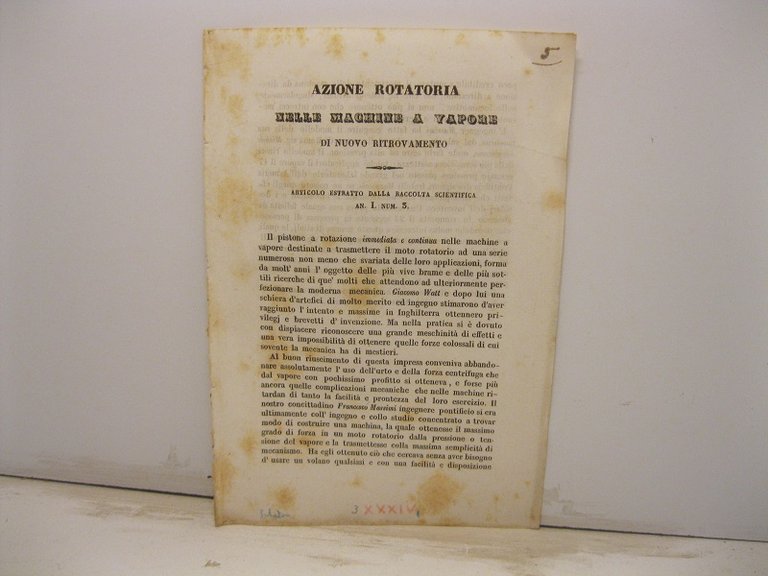 5
AZIONE ROTATORIA
NELLE MACHINE A VAPORE
DI NUOVO RITROVAMENTO
ARTICOLO ESTRATTO DALLA RACCOLTA SCIENTIFICA
AN. I. NUM. 3.
Il pistone a rotazione immediata e continua nelle machine a
vapore destinate a trasmettere il moto rotatorio ad una serie
numerosa non meno che svariata delle loro applicazioni, forma
da molt' anni l' oggetto delle più vive brame e delle più sot-
tili ricerche di que' molti che attendono ad ulteriormente per-
fezionare la moderna mecanica. Giacomo Watt e dopo lui una
schiera d'artefici di molto merito ed ingegno stimarono d'aver
raggiunto l' intento e massime in Inghilterra ottennero pri-
vilegj e brevetti d' invenzione. Ma nella pratica si è dovuto
con dispiacere riconoscere una grande meschinità di effetti e
una vera impossibilità di ottenere quelle forze colossali di cui
sovente la mecanica ha di mestieri.
Al buon riuscimento di questa impresa conveniva abbando-
nare assolutamente l' uso dell'urto e della forza centrifuga che
dal vapore con pochissimo profitto si otteneva, e forse più
ancora quelle complicazioni mecaniche che nelle machine ri-
tardan di tanto la facilità e prontezza del loro esercizio. Il
nostro concittadino Francesco Massimi ingegnere pontificio si era
ultimamente coll' ingegno e collo studio concentrato a trovar
modo di costruire una machina, la quale ottenesse il massimo
grado di forza in un moto rotatorio dalla pressione o ten-
sione del vapore e la trasmettesse colla massima semplicità di
mecanismo. Ha egli ottenuto ciò che cercava senza aver bisogno
d' usare un volano qualsiasi e con una facilità e disposizione
3 XXXIV